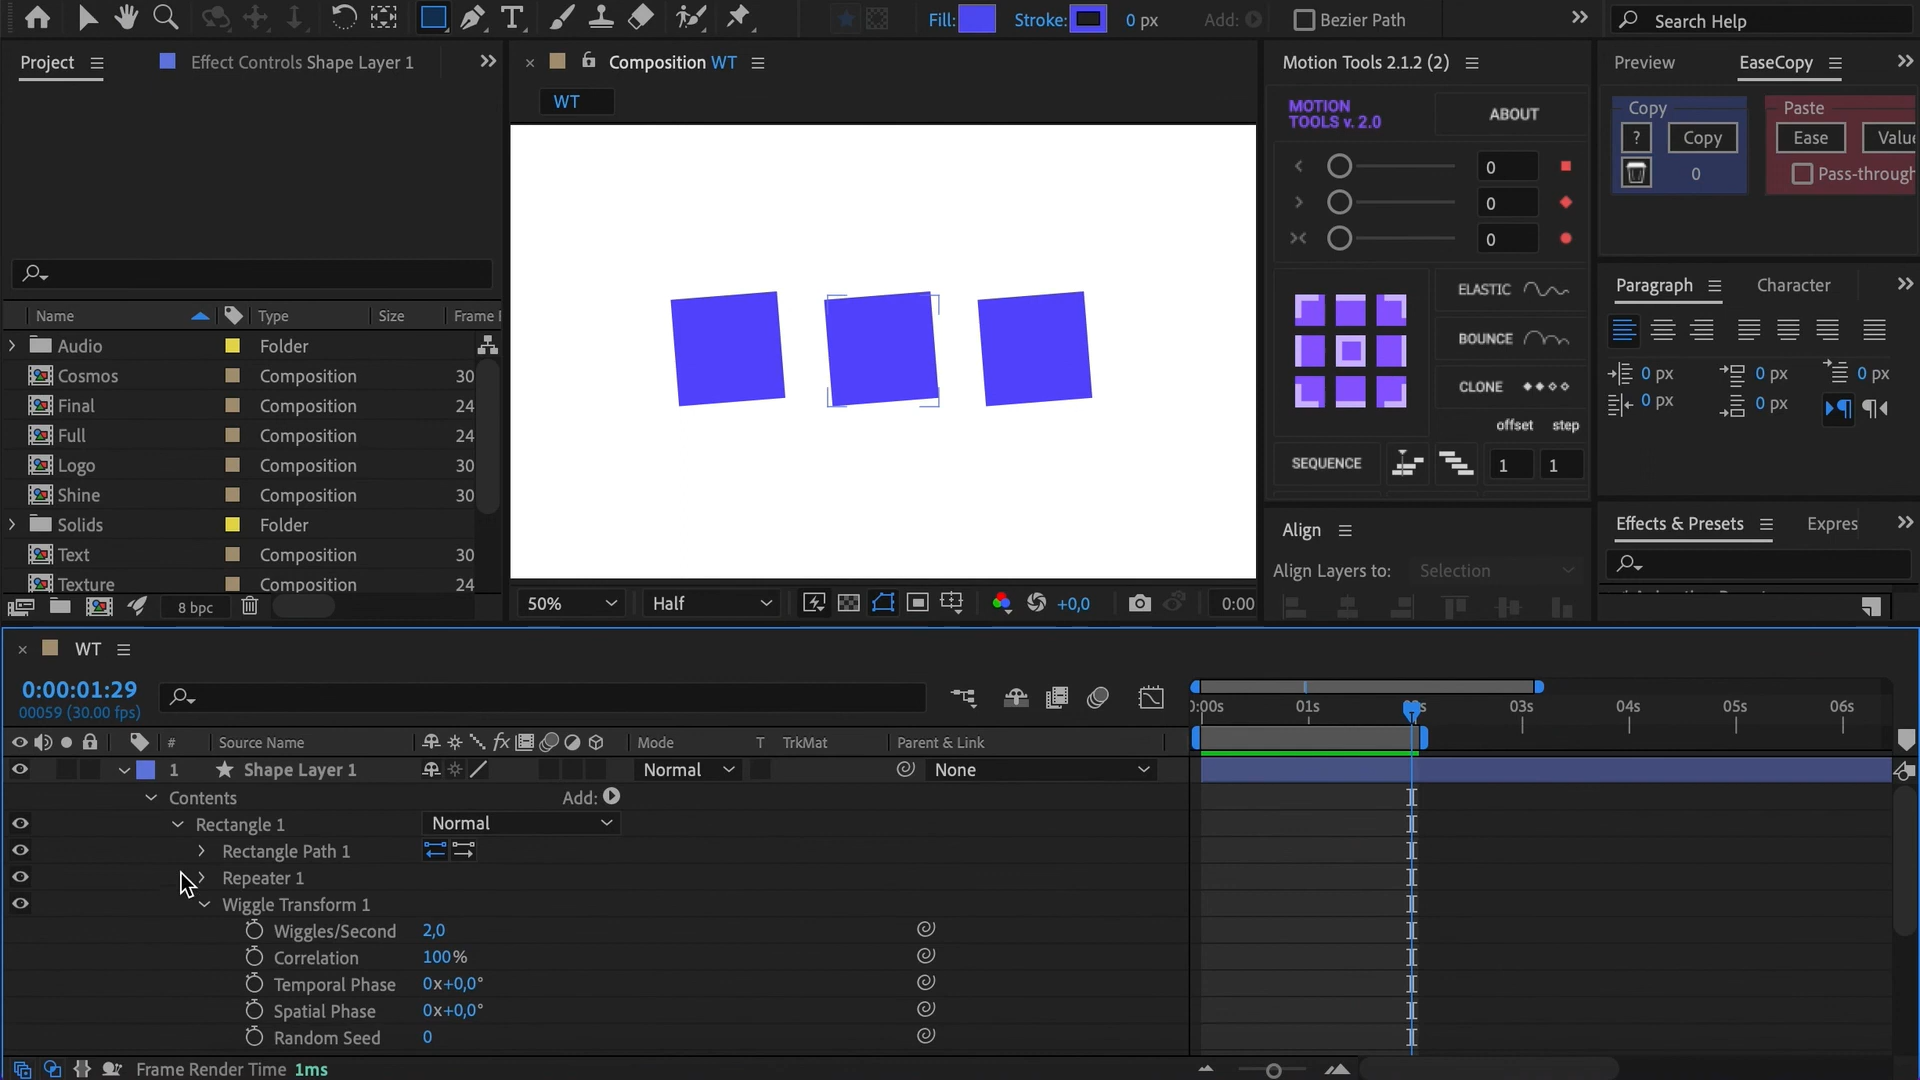 Fill:
Stroke:
0 px
Add:
Bezier Path
Search Help
Project
Effect Controls Shape Layer 1
Composition WT
WT
Motion Tools 2.1.2 (2)
Preview
EaseCopy
MOTION
TOOLS v. 2.0
ABOUT
Copy
Paste
?
Copy
Ease
0
Pass-through
0
0
0
ELASTIC
BOUNCE
CLONE
offset
step
SEQUENCE
1
1
Paragraph
Character
0 px
0 px
0 px
0 px
0 px
Name
Type
Size
Audio
Folder
Cosmos
Composition
30
Final
Composition
24
Full
Composition
24
Logo
Composition
30
Shine
Composition
30
Solids
Folder
Text
Composition
30
Texture
Composition
24
8 bpc
50%
Half
+0,0
0:00
Align
Align Layers to:
Selection
Effects & Presets
Expres
WT
0:00:01:29
00059 (30.00 fps)
#
Source Name
fx
Mode
T
TrkMat
Parent & Link
01s
03s
04s
05s
06s
1
Shape Layer 1
Normal
None
Contents
Add:
Rectangle 1
Normal
Rectangle Path 1
Repeater 1
Wiggle Transform 1
Wiggles/Second
2,0
Correlation
100%
Temporal Phase
0x+0,0°
Spatial Phase
0x+0,0°
Random Seed
0
Frame Render Time 1ms